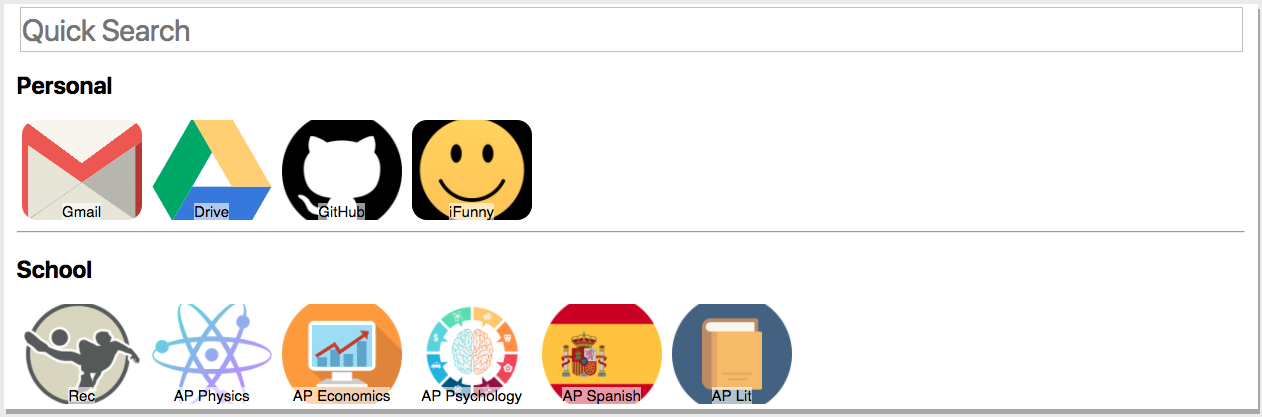 Quick Search
Personal
Gmail
Drive
GitHub
iFunny
School
Rec
AP Physics
AP Economics
AP Psychology
AP Spanish
AP Lit